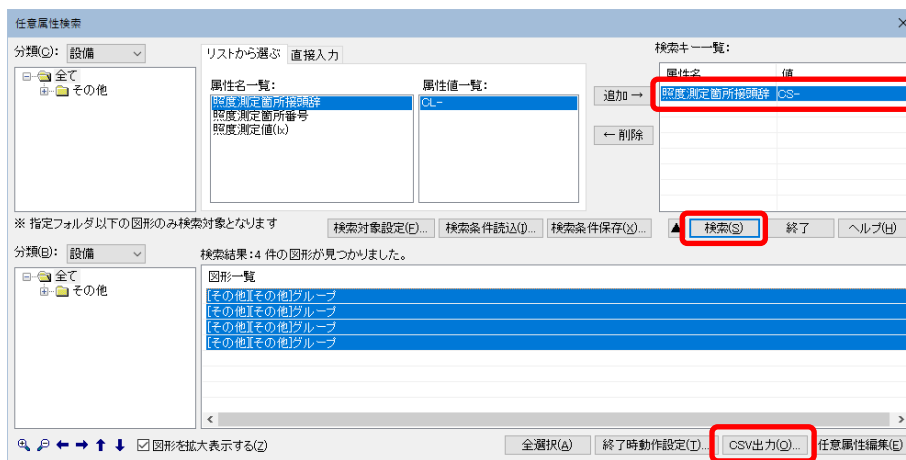 任意属性検索
分類(C): 設備
リストから選ぶ 直接入力
検索キー一覧:
全て
その他
属性名一覧:
属性値一覧:
照度測定箇所接頭辞
照度測定箇所番号
照度測定値(lx)
CL-
追加→
←削除
属性名 値
照度測定箇所接頭辞 CS-
※ 指定フォルダ以下の図形のみ検索対象となります
検索対象設定(F)... 検索条件読込(I)... 検索条件保存(X)... ▲ 検索(S) 終了 ヘルプ(H)
分類(B): 設備
検索結果:4 件の図形が見つかりました。
全て
その他
図形一覧
[その他][その他]グループ
[その他][その他]グループ
[その他][その他]グループ
[その他][その他]グループ
図形を拡大表示する(Z)
全選択(A) 終了時動作設定(T)... CSV出力(O)... 任意属性編集(E)